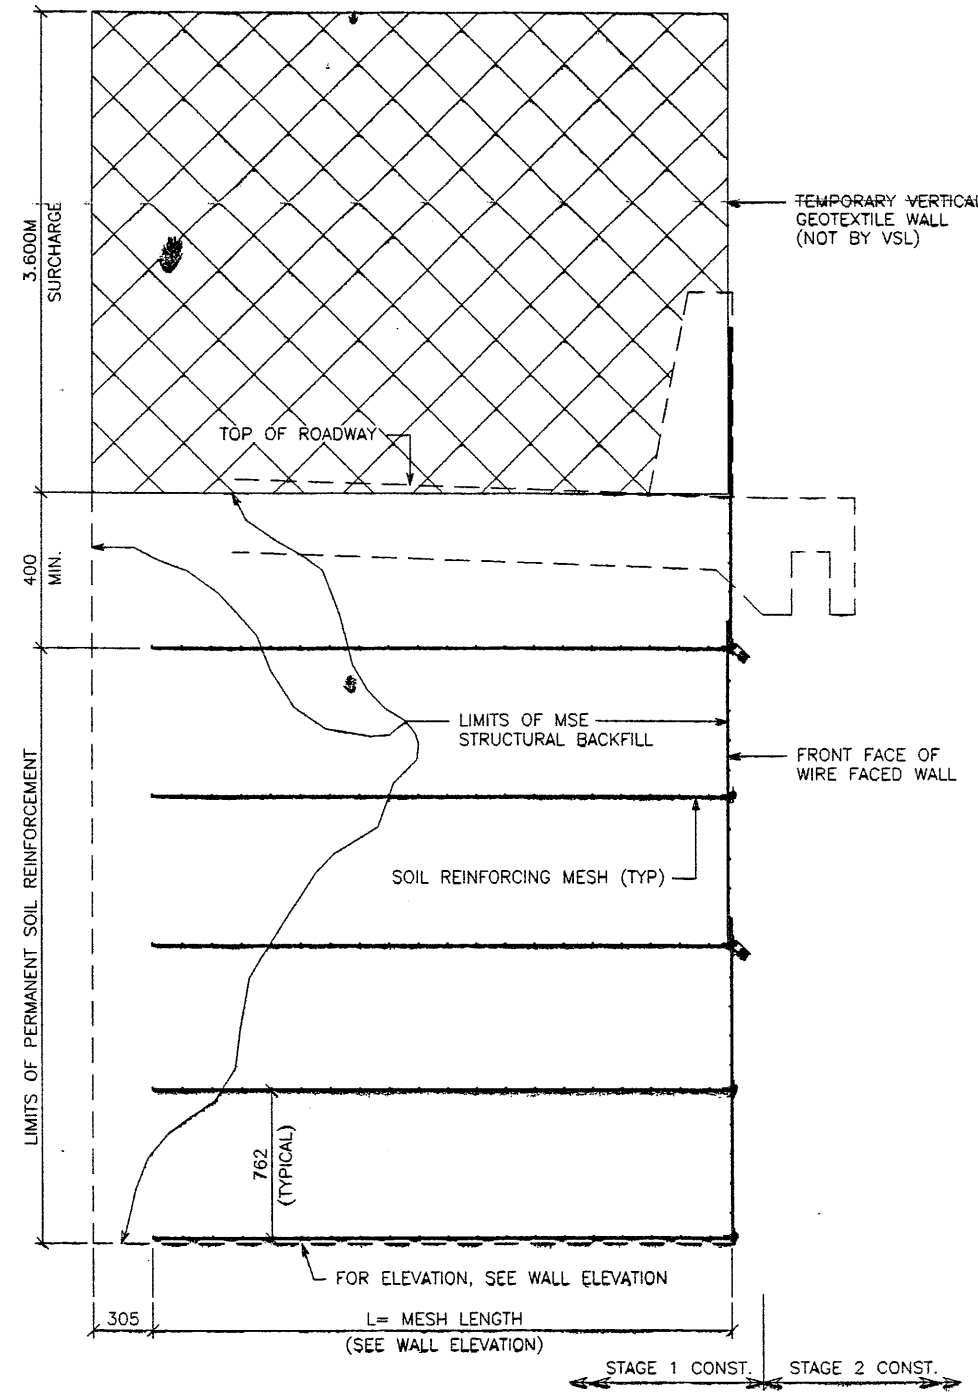 3.600M
SURCHARGE
TEMPORARY VERTICAL
GEOTEXTILE WALL
(NOT BY VSL)
TOP OF ROADWAY
400
MIN.
LIMITS OF MSE
STRUCTURAL BACKFILL
FRONT FACE OF
WIRE FACED WALL
SOIL REINFORCING MESH (TYP)
LIMITS OF PERMANENT SOIL REINFORCEMENT
762
(TYPICAL)
FOR ELEVATION, SEE WALL ELEVATION
305
L= MESH LENGTH
(SEE WALL ELEVATION)
STAGE 1 CONST.
STAGE 2 CONST.